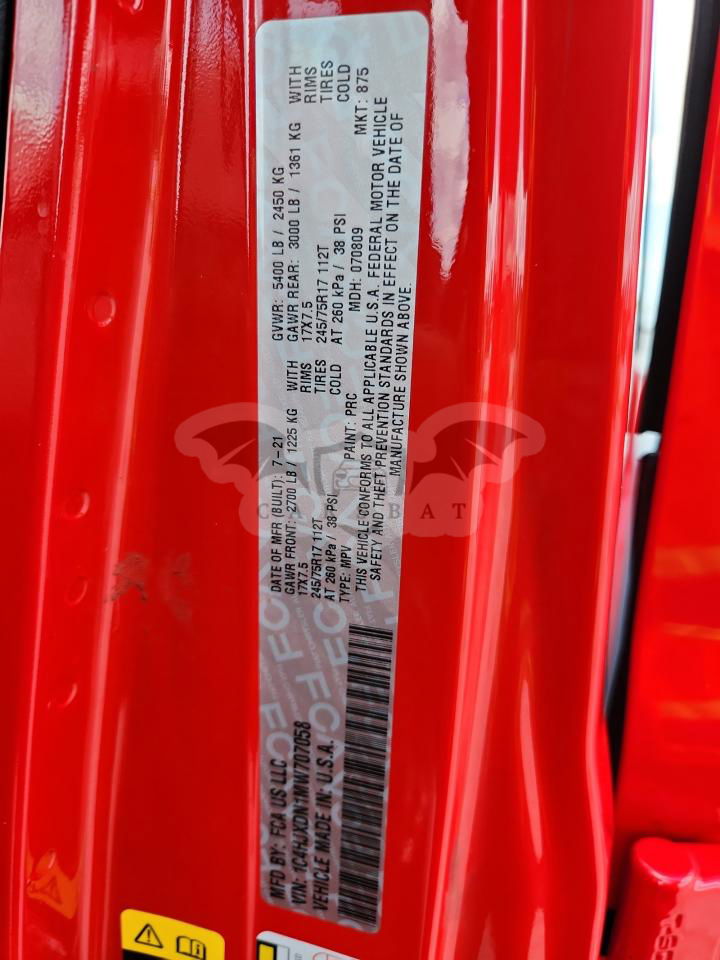 MFD BY: FCA US LLC
DATE OF MFR (BUILT): 7-21
GVWR: 5400 LB / 2450 KG
VIN: 1C4HJXDN1MW707058
GAWR FRONT: 2700 LB / 1225 KG WITH
GAWR REAR: 3000 LB / 1361 KG WITH
VEHICLE MADE IN: U.S.A.
17X7.5 RIMS
17X7.5 RIMS
245/75R17 112T TIRES
245/75R17 112T TIRES
AT 260 kPa / 38 PSI COLD
AT 260 kPa / 38 PSI COLD
TYPE: MPV PAINT: PRC MDH: 070809 MKT: 875
THIS VEHICLE CONFORMS TO ALL APPLICABLE U.S.A. FEDERAL MOTOR VEHICLE
SAFETY AND THEFT PREVENTION STANDARDS IN EFFECT ON THE DATE OF
MANUFACTURE SHOWN ABOVE.